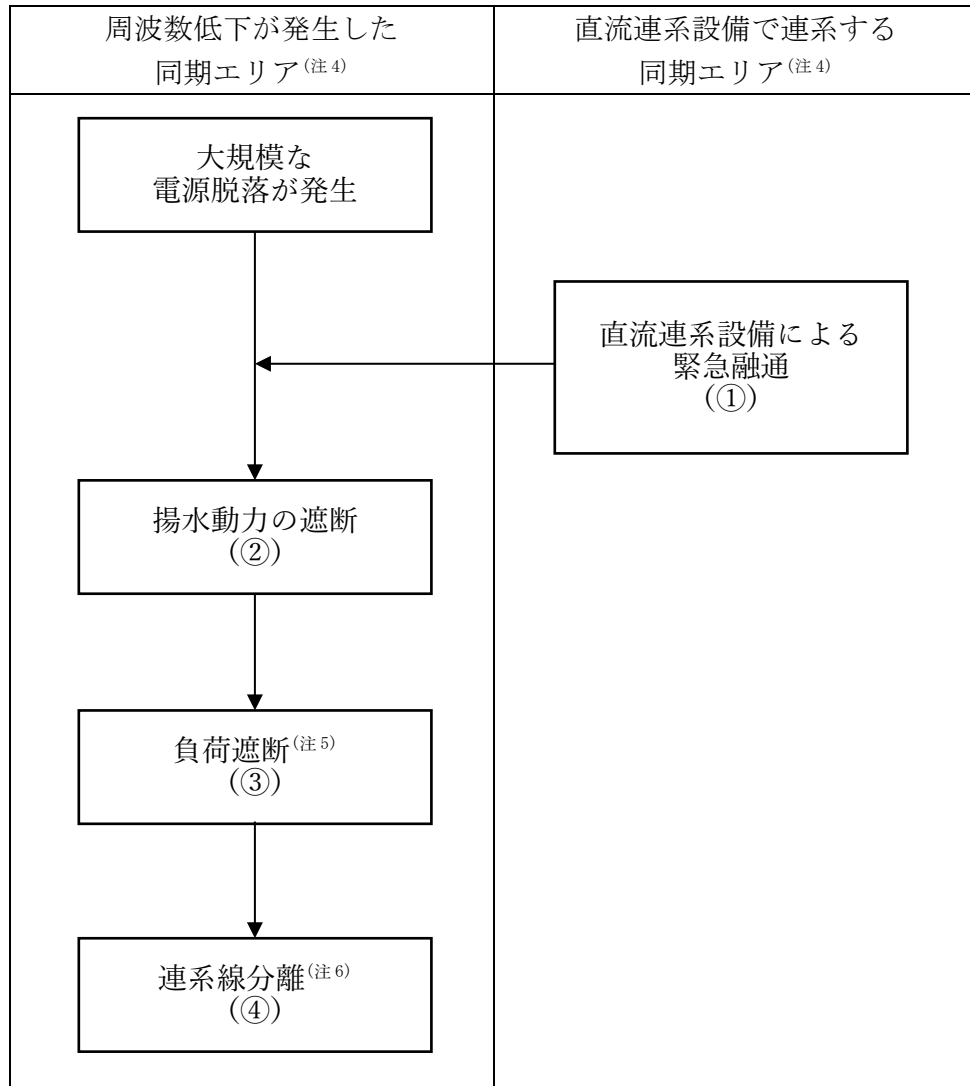 周波数低下が発生した
同期エリア(注4)
直流連系設備で連系する
同期エリア(注4)
大規模な
電源脱落が発生
直流連系設備による
緊急融通
(①)
揚水動力の遮断
(②)
負荷遮断(注5)
(③)
連系線分離(注6)
(④)